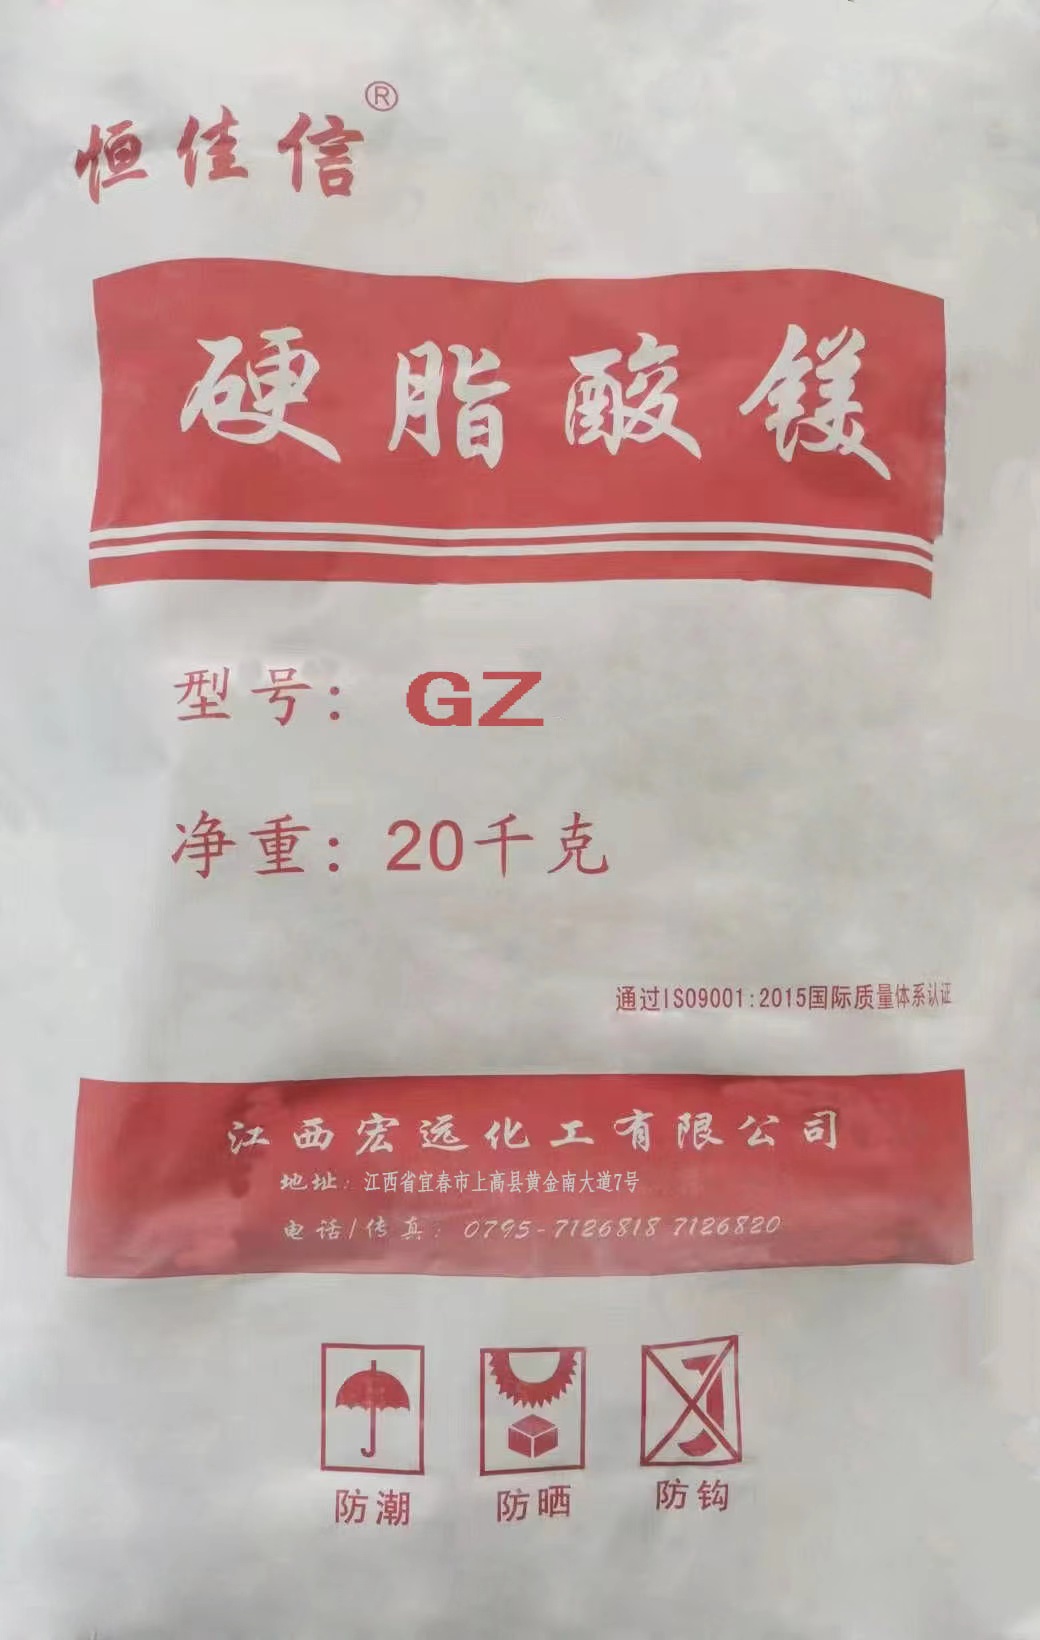 恒佳信®
硬脂酸镁
型号：GZ
净重：20千克
通过ISO9001:2015国际质量体系认证
江西宏远化工有限公司
地址：江西省宜春市上高县黄金南大道7号
电话/传真：0795-7126818 7126820
防潮 防晒 防钩